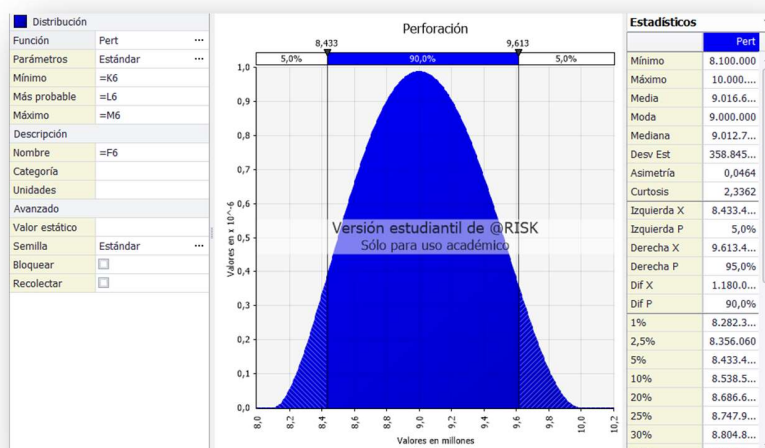 Distribución
Función Pert ...
Parámetros Estándar ...
Mínimo =K6
Más probable =L6
Máximo =M6
Descripción
Nombre =F6
Categoría
Unidades
Avanzado
Valor estático
Semilla Estándar ...
Bloquear
Recolectar
Perforación
8,433 9,613
5,0% 90,0% 5,0%
1,0
0,9
0,8
0,7
0,6
0,5
0,4
0,3
0,2
0,1
0,0
Valores en x 10^-6
Versión estudiantil de @RISK
Sólo para uso académico
8,0 8,2 8,4 8,6 8,8 9,0 9,2 9,4 9,6 9,8 10,0 10,2
Valores en millones
Estadísticos
Pert
Mínimo 8.100.000
Máximo 10.000....
Media 9.016.6...
Moda 9.000.000
Mediana 9.012.7...
Desv Est 358.845...
Asimetría 0,0464
Curtosis 2,3362
Izquierda X 8.433.4...
Izquierda P 5,0%
Derecha X 9.613.4...
Derecha P 95,0%
Dif X 1.180.0...
Dif P 90,0%
1% 8.282.3...
2,5% 8.356.060
5% 8.433.4...
10% 8.538.5...
20% 8.686.6...
25% 8.747.9...
30% 8.804.8...